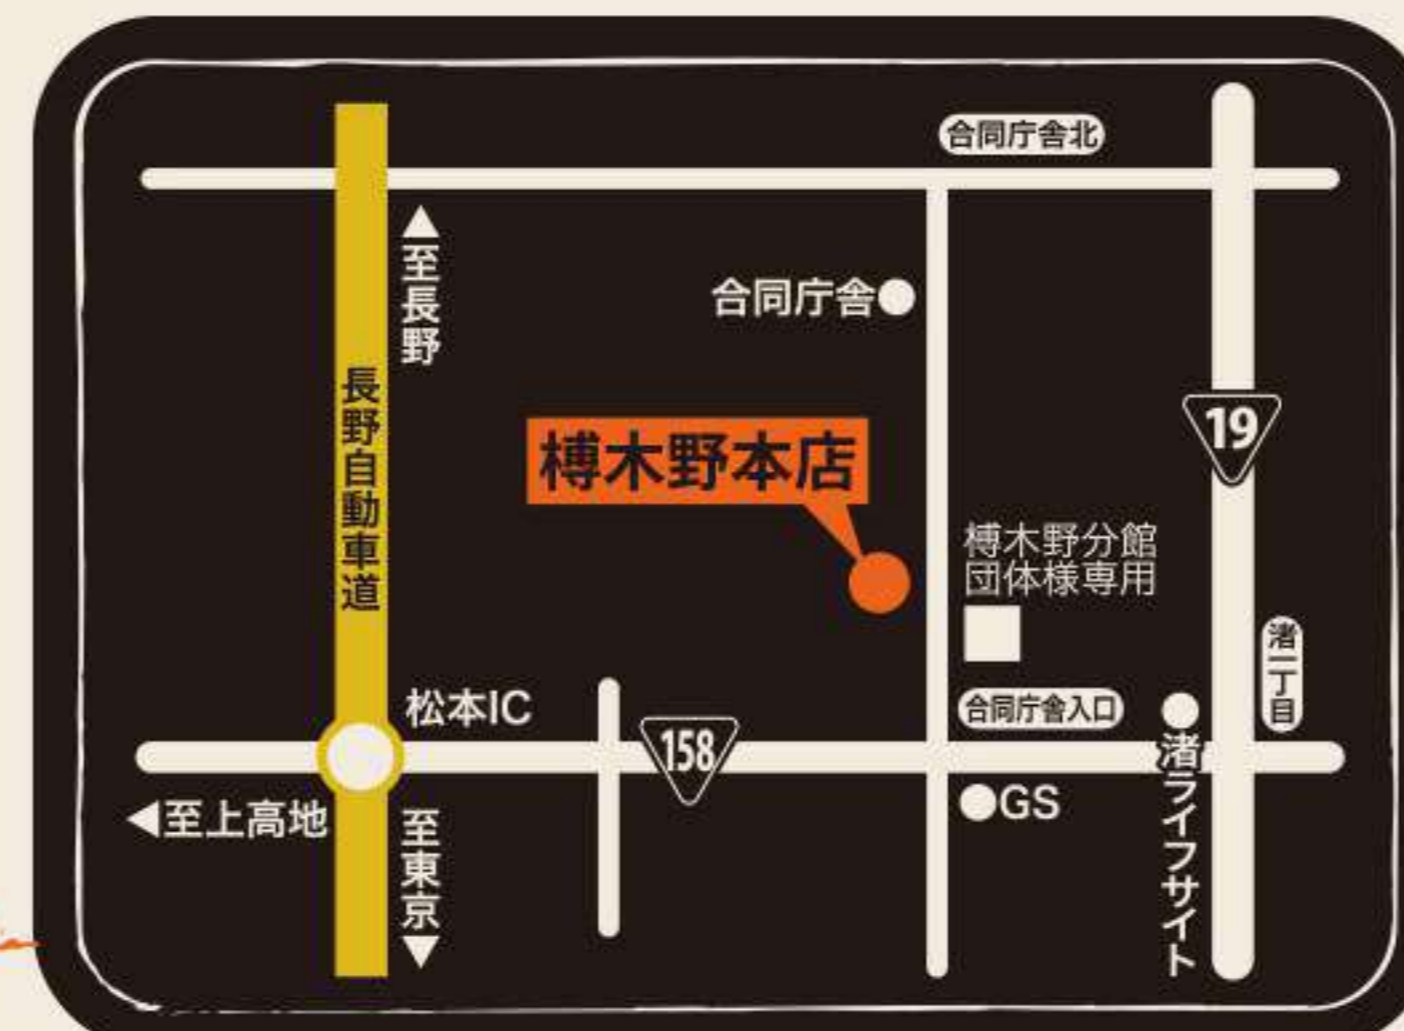 合同庁舎北
至長野
合同庁舎
長野自動車道
榑木野本店
19
榑木野分館
団体様専用
渚一丁目
松本IC
合同庁舎入口
158
至上高地
至東京
GS
渚ライフサイト